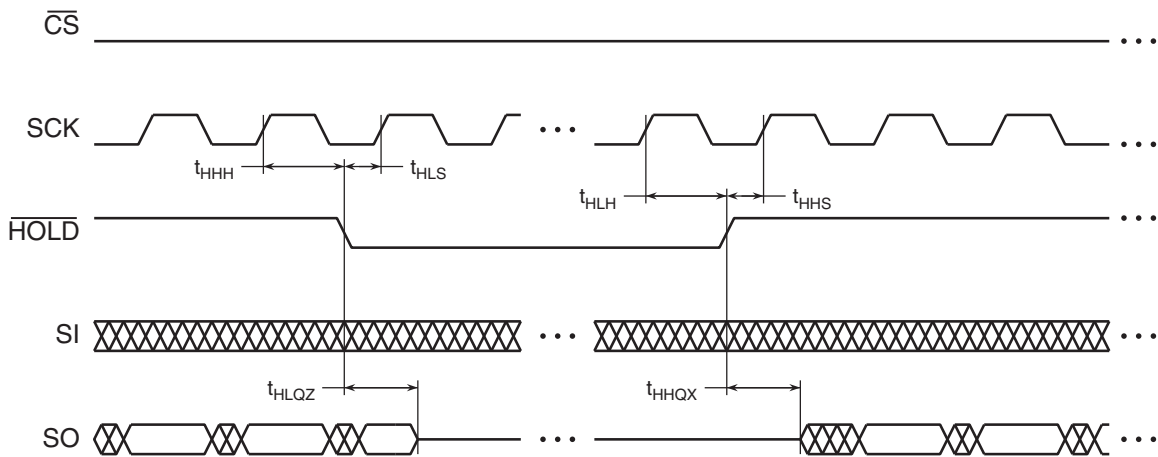 CS
SCK
tHHH
tHLS
tHLH
tHHS
HOLD
SI
tHLQZ
tHHQX
SO